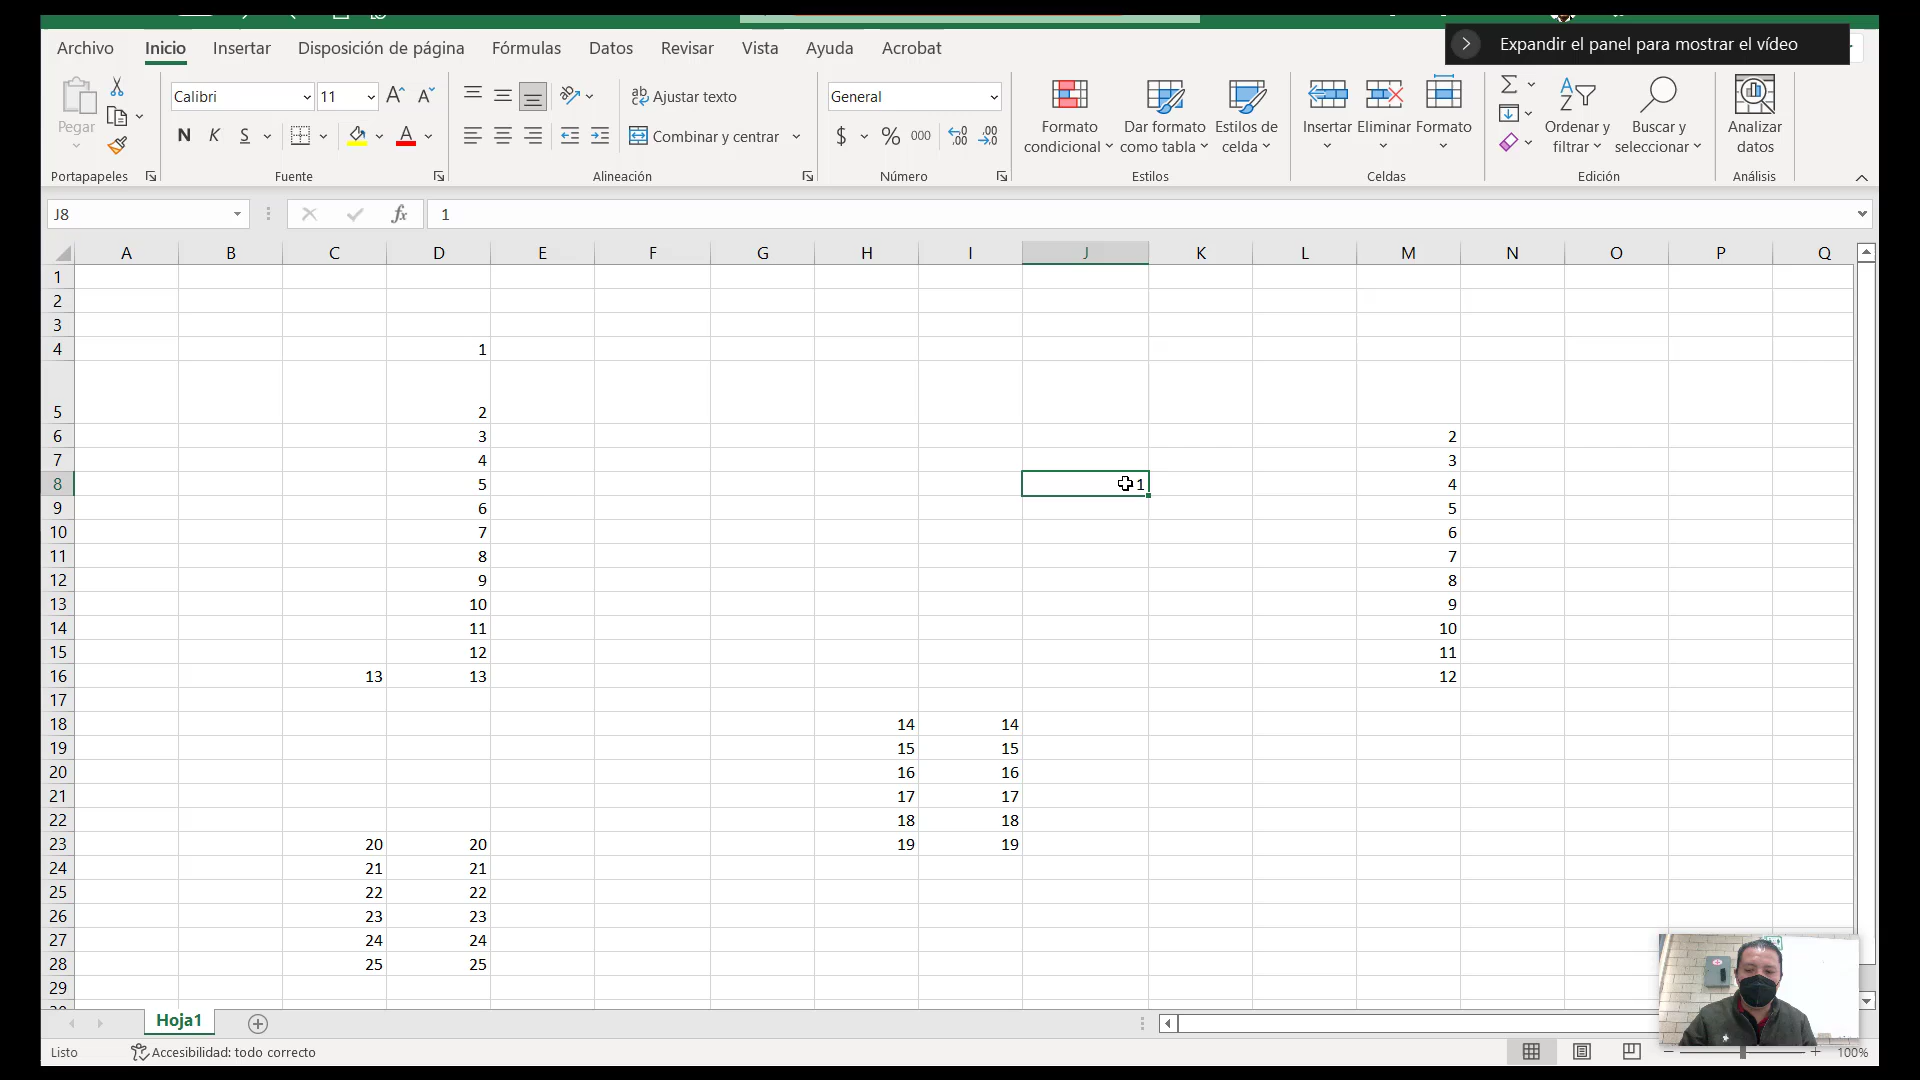 Archivo Inicio Insertar Disposición de página Fórmulas Datos Revisar Vista Ayuda Acrobat
Expandir el panel para mostrar el vídeo
Pegar
Portapapeles
Calibri 11
N K S
Fuente
Ajustar texto
Combinar y centrar
Alineación
General
$ % 000
Número
Formato condicional
Dar formato como tabla
Estilos de celda
Estilos
Insertar Eliminar Formato
Celdas
Ordenar y filtrar
Buscar y seleccionar
Edición
Analizar datos
Análisis
J8 fx 1
A B C D E F G H I J K L M N O P Q
1
2
3
4 1
5 2
6 3 2
7 4 3
8 5 1 4
9 6 5
10 7 6
11 8 7
12 9 8
13 10 9
14 11 10
15 12 11
16 13 13 12
17
18 14 14
19 15 15
20 16 16
21 17 17
22 18 18
23 20 20 19 19
24 21 21
25 22 22
26 23 23
27 24 24
28 25 25
29
Hoja1
Listo Accesibilidad: todo correcto 100%